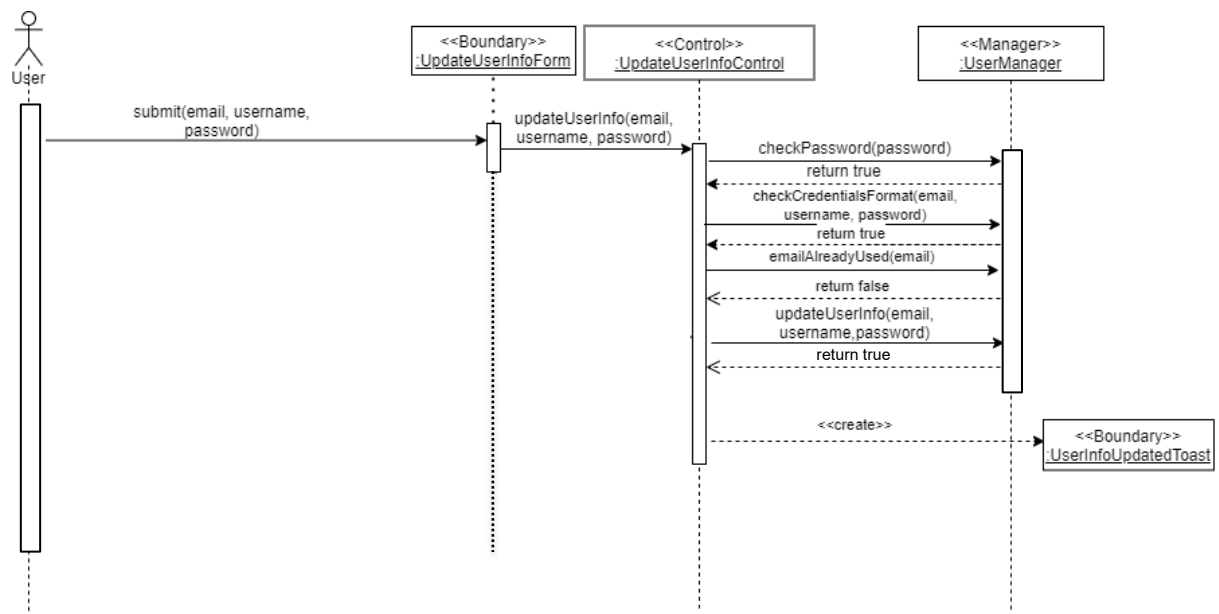 User
<<Boundary>>
:UpdateUserInfoForm
<<Control>>
:UpdateUserInfoControl
<<Manager>>
:UserManager
submit(email, username,
password)
updateUserInfo(email,
username, password)
checkPassword(password)
return true
checkCredentialsFormat(email,
username, password)
return true
emailAlreadyUsed(email)
return false
updateUserInfo(email,
username,password)
return true
<<create>>
<<Boundary>>
:UserInfoUpdatedToast